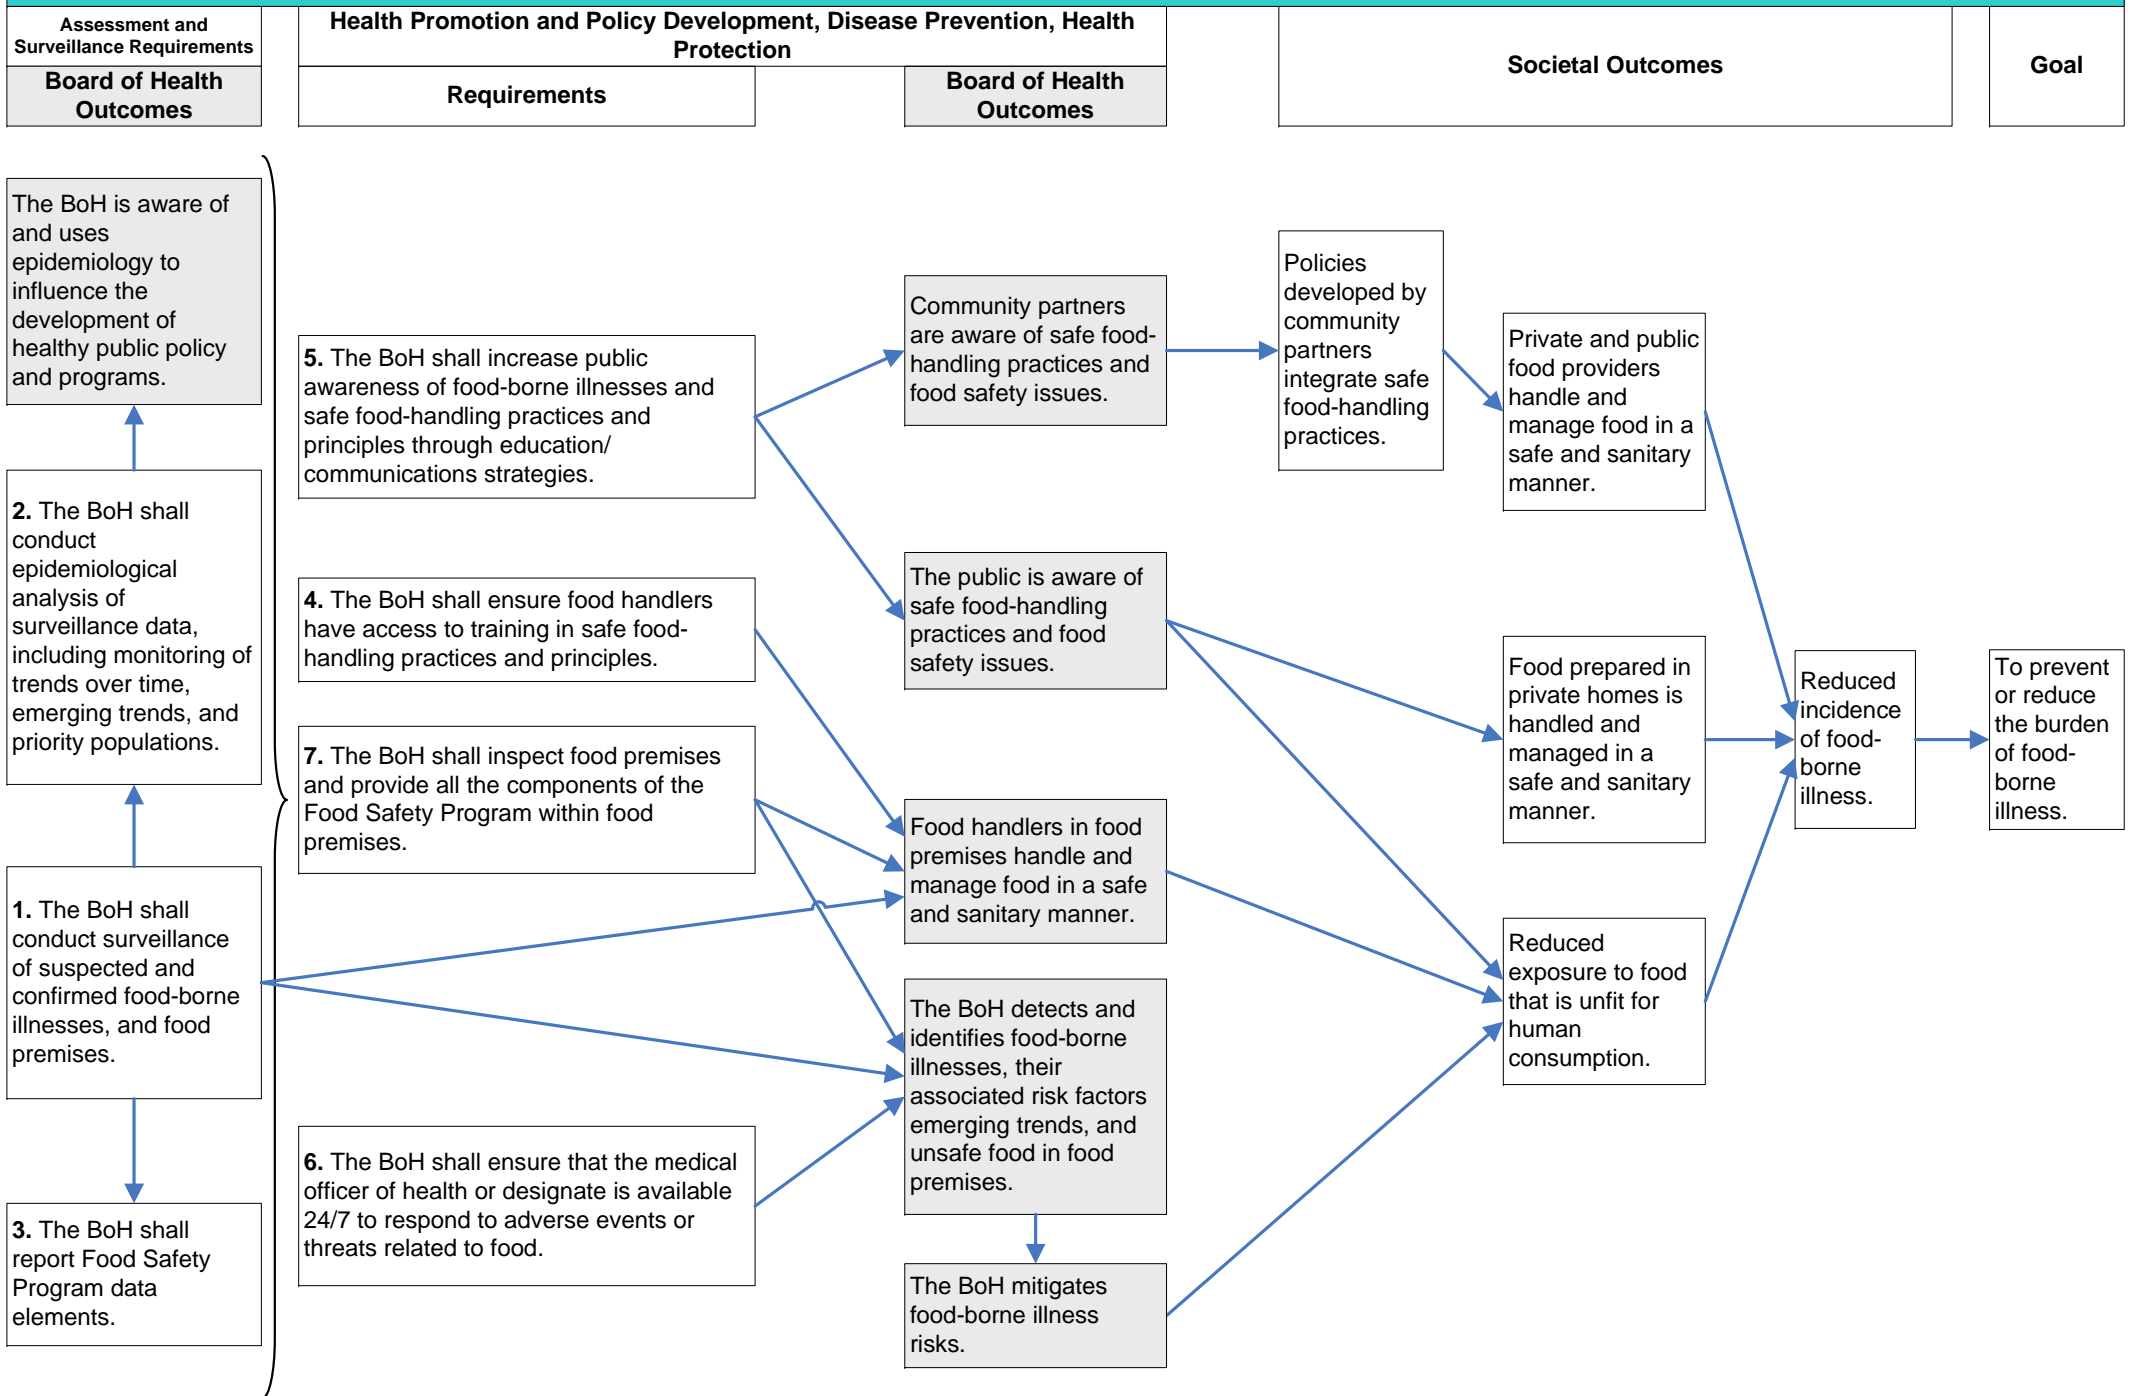 Assessment and
Surveillance Requirements
Board of Health
Outcomes
Health Promotion and Policy Development, Disease Prevention, Health
Protection
Requirements
Board of Health
Outcomes
Societal Outcomes
Goal
The BoH is aware of
and uses
epidemiology to
influence the
development of
healthy public policy
and programs.
2. The BoH shall
conduct
epidemiological
analysis of
surveillance data,
including monitoring of
trends over time,
emerging trends, and
priority populations.
1. The BoH shall
conduct surveillance
of suspected and
confirmed food-borne
illnesses, and food
premises.
3. The BoH shall
report Food Safety
Program data
elements.
5. The BoH shall increase public
awareness of food-borne illnesses and
safe food-handling practices and
principles through education/
communications strategies.
4. The BoH shall ensure food handlers
have access to training in safe food-
handling practices and principles.
7. The BoH shall inspect food premises
and provide all the components of the
Food Safety Program within food
premises.
6. The BoH shall ensure that the medical
officer of health or designate is available
24/7 to respond to adverse events or
threats related to food.
Community partners
are aware of safe food-
handling practices and
food safety issues.
The public is aware of
safe food-handling
practices and food
safety issues.
Food handlers in food
premises handle and
manage food in a safe
and sanitary manner.
The BoH detects and
identifies food-borne
illnesses, their
associated risk factors
emerging trends, and
unsafe food in food
premises.
The BoH mitigates
food-borne illness
risks.
Policies
developed by
community
partners
integrate safe
food-handling
practices.
Private and public
food providers
handle and
manage food in a
safe and sanitary
manner.
Food prepared in
private homes is
handled and
managed in a
safe and sanitary
manner.
Reduced
exposure to food
that is unfit for
human
consumption.
Reduced
incidence
of food-
borne
illness.
To prevent
or reduce
the burden
of food-
borne
illness.